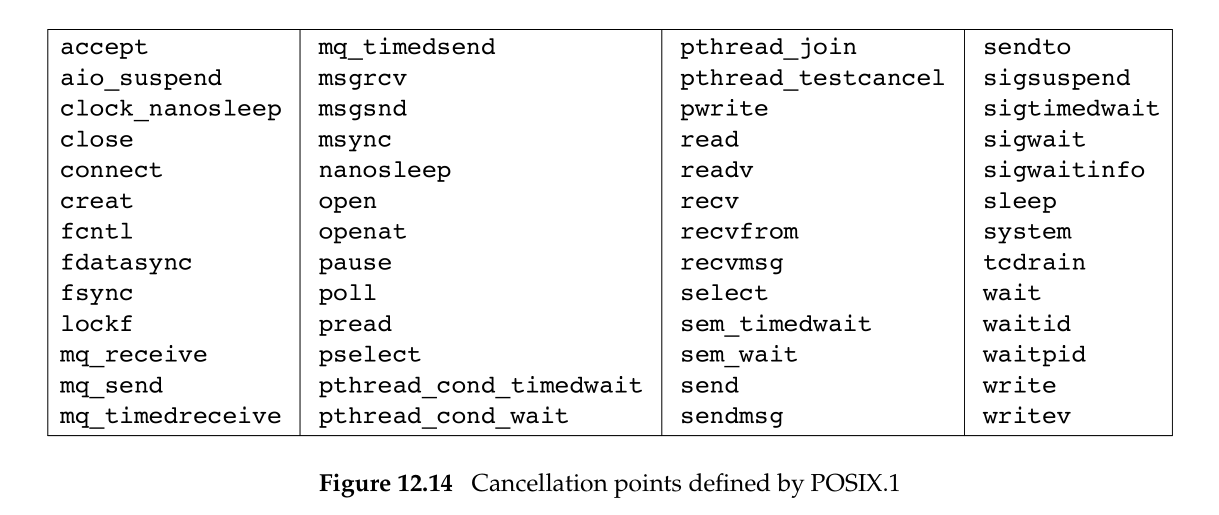 accept mq_timedsend pthread_join sendto
aio_suspend msgrcv pthread_testcancel sigsuspend
clock_nanosleep msgsnd pwrite sigtimedwait
close msync read sigwait
connect nanosleep readv sigwaitinfo
creat open recv sleep
fcntl openat recvfrom system
fdatasync pause recvmsg tcdrain
fsync poll select wait
lockf pread sem_timedwait waitid
mq_receive pselect sem_wait waitpid
mq_send pthread_cond_timedwait send write
mq_timedreceive pthread_cond_wait sendmsg writev
Figure 12.14 Cancellation points defined by POSIX.1